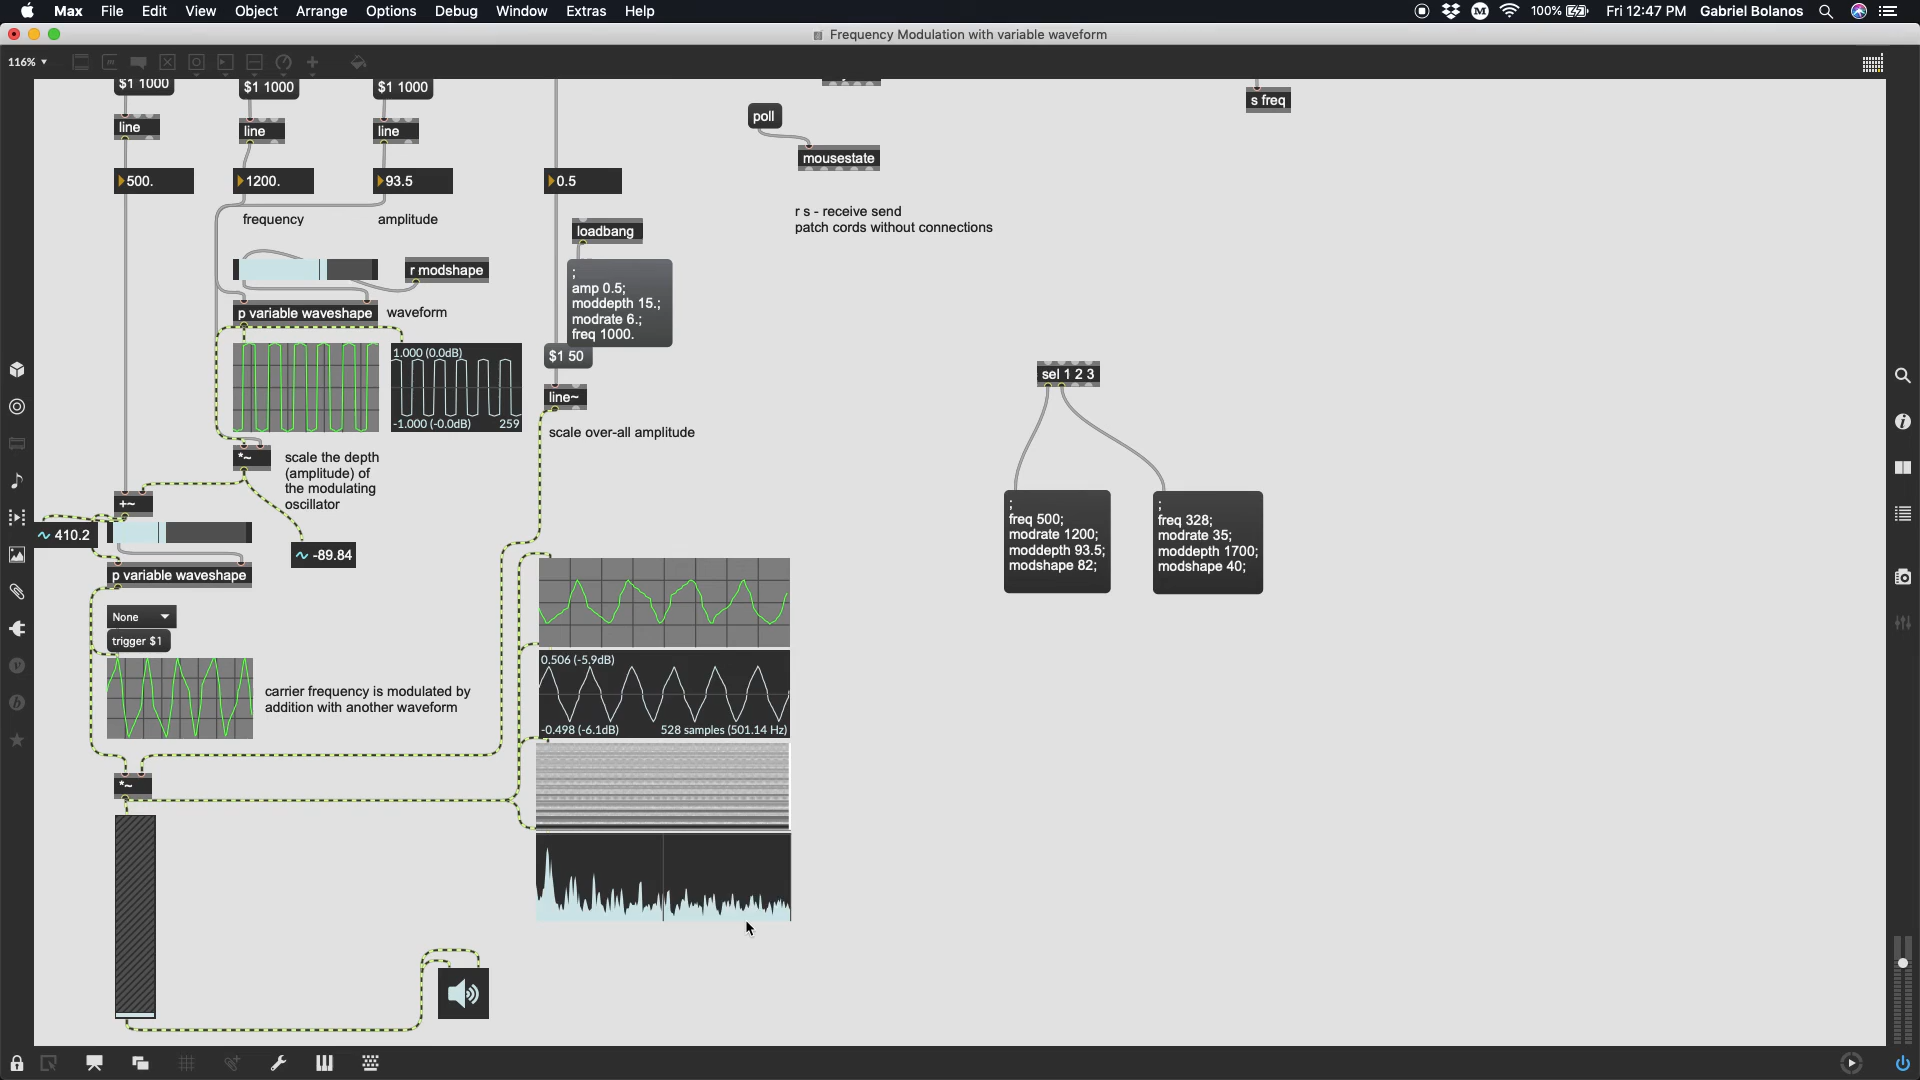 Max File Edit View Object Arrange Options Debug Window Extras Help
100% Fri 12:47 PM Gabriel Bolanos
Frequency Modulation with variable waveform
116%
$1 1000
$1 1000
$1 1000
s freq
poll
line
line
line
mousestate
500.
1200.
93.5
0.5
frequency
amplitude
r s - receive send
patch cords without connections
loadbang
r modshape
;
amp 0.5;
moddepth 15.;
modrate 6.;
freq 1000.
p variable waveshape
waveform
1.000 (0.0dB)
-1.000 (-0.0dB) 259
$1 50
line~
scale over-all amplitude
sel 1 2 3
*~
scale the depth
(amplitude) of
the modulating
oscillator
+~
;
freq 500;
modrate 1200;
moddepth 93.5;
modshape 82;
;
freq 328;
modrate 35;
moddepth 1700;
modshape 40;
410.2
-89.84
p variable waveshape
None
trigger $1
carrier frequency is modulated by
addition with another waveform
0.506 (-5.9dB)
-0.498 (-6.1dB) 528 samples (501.14 Hz)
*~